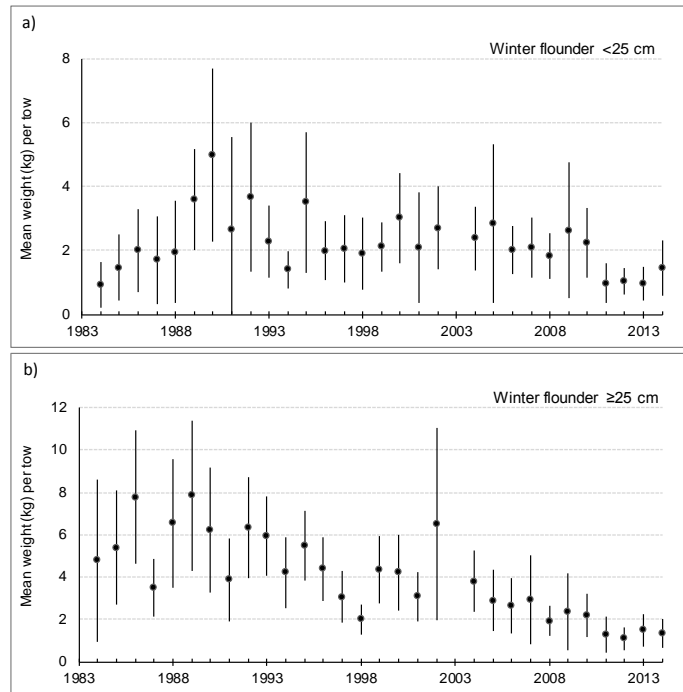 a)
Winter flounder <25 cm
Mean weight (kg) per tow
8
6
4
2
0
1983 1988 1993 1998 2003 2008 2013
b)
Winter flounder ≥25 cm
Mean weight (kg) per tow
12
10
8
6
4
2
0
1983 1988 1993 1998 2003 2008 2013